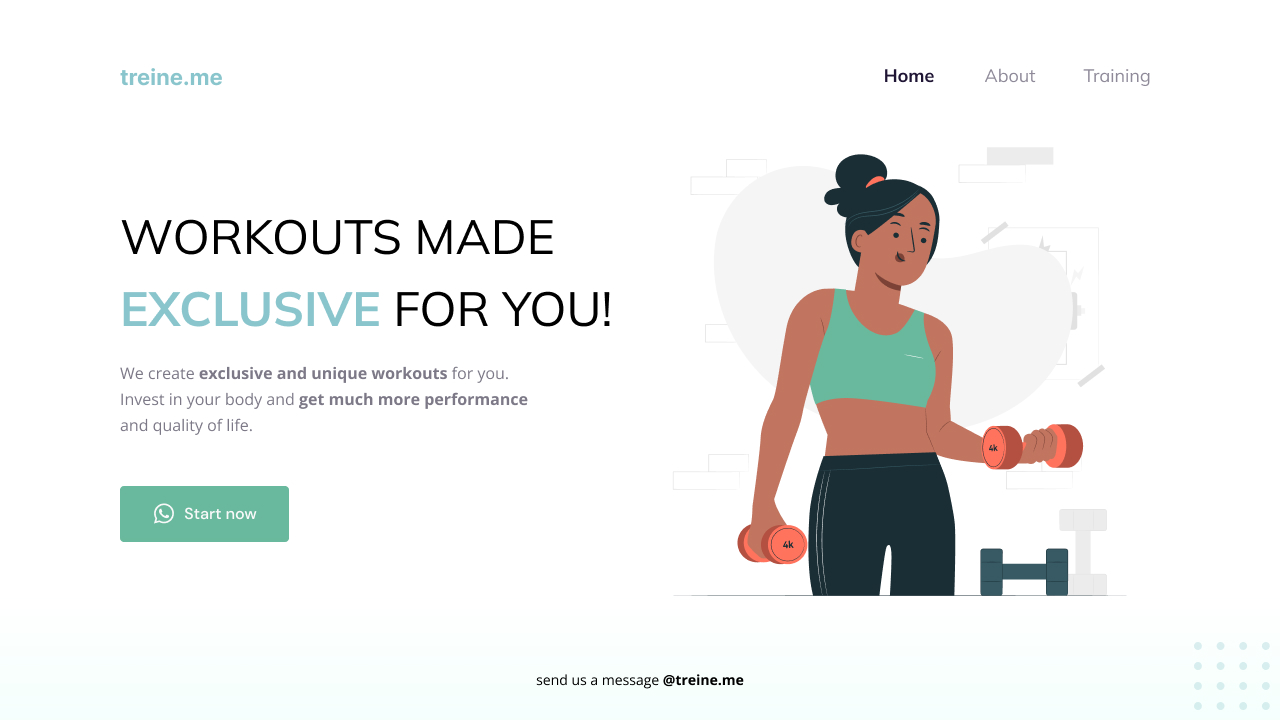 treine.me
Home About Training
WORKOUTS MADE
EXCLUSIVE FOR YOU!
We create exclusive and unique workouts for you.
Invest in your body and get much more performance
and quality of life.
Start now
4k
4k
send us a message @treine.me